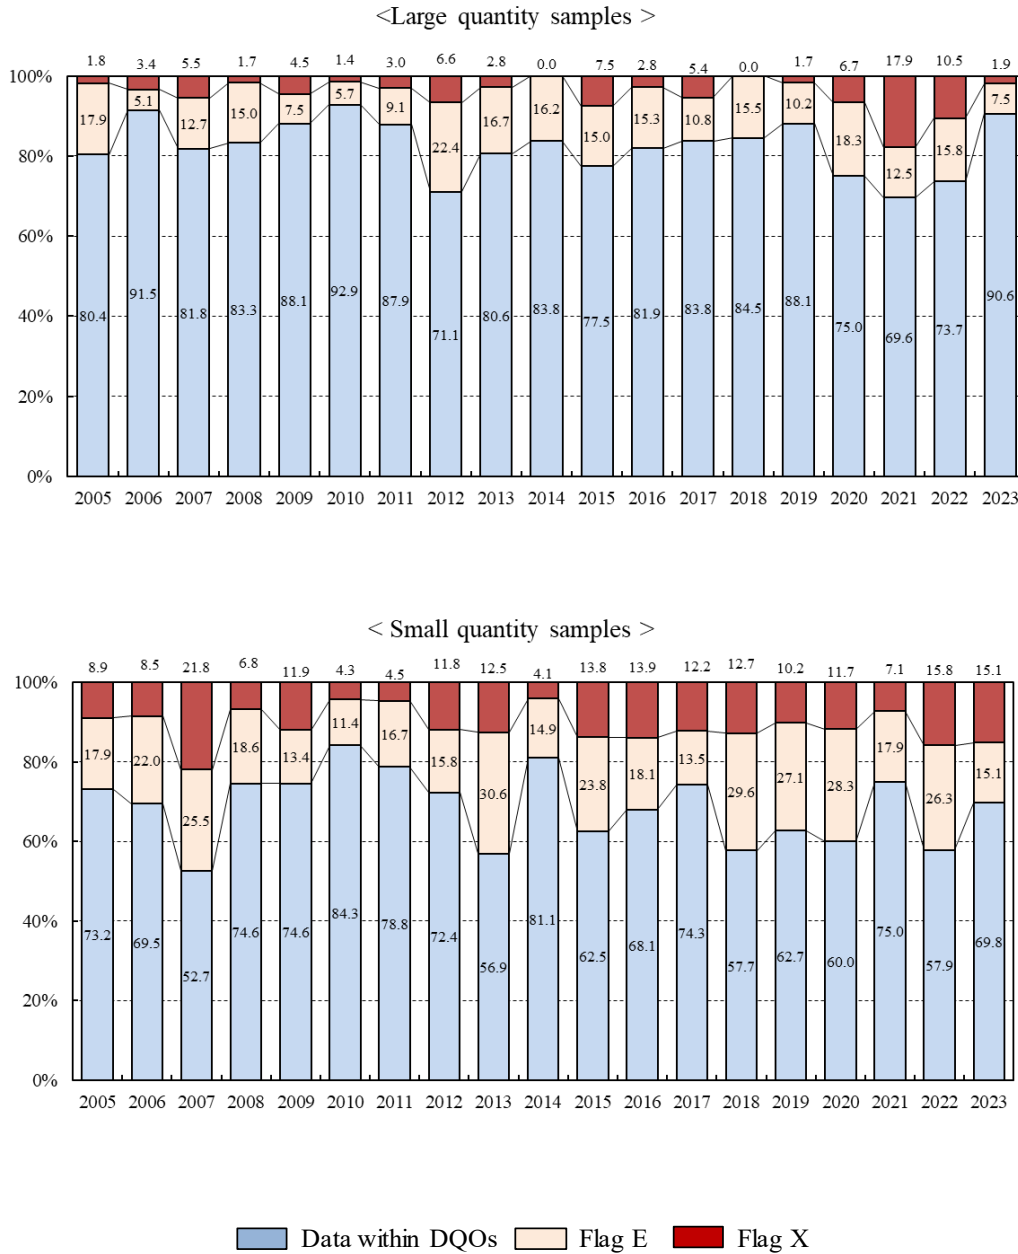 <Large quantity samples >
1.8 3.4 5.5 1.7 4.5 1.4 3.0 6.6 2.8 0.0 7.5 2.8 5.4 0.0 1.7 6.7 17.9 10.5 1.9
100%
17.9 5.1 12.7 15.0 7.5 5.7 9.1 22.4 16.7 16.2 15.0 15.3 10.8 15.5 10.2 18.3 12.5 15.8 7.5
80%
60%
80.4 91.5 81.8 83.3 88.1 92.9 87.9 71.1 80.6 83.8 77.5 81.9 83.8 84.5 88.1 75.0 69.6 73.7 90.6
40%
20%
0%
2005 2006 2007 2008 2009 2010 2011 2012 2013 2014 2015 2016 2017 2018 2019 2020 2021 2022 2023
< Small quantity samples >
8.9 8.5 21.8 6.8 11.9 4.3 4.5 11.8 12.5 4.1 13.8 13.9 12.2 12.7 10.2 11.7 7.1 15.8 15.1
100%
17.9 22.0 25.5 18.6 13.4 11.4 16.7 15.8 30.6 14.9 23.8 18.1 13.5 29.6 27.1 28.3 17.9 26.3 15.1
80%
60%
73.2 69.5 52.7 74.6 74.6 84.3 78.8 72.4 56.9 81.1 62.5 68.1 74.3 57.7 62.7 60.0 75.0 57.9 69.8
40%
20%
0%
2005 2006 2007 2008 2009 2010 2011 2012 2013 2014 2015 2016 2017 2018 2019 2020 2021 2022 2023
Data within DQOs Flag E Flag X